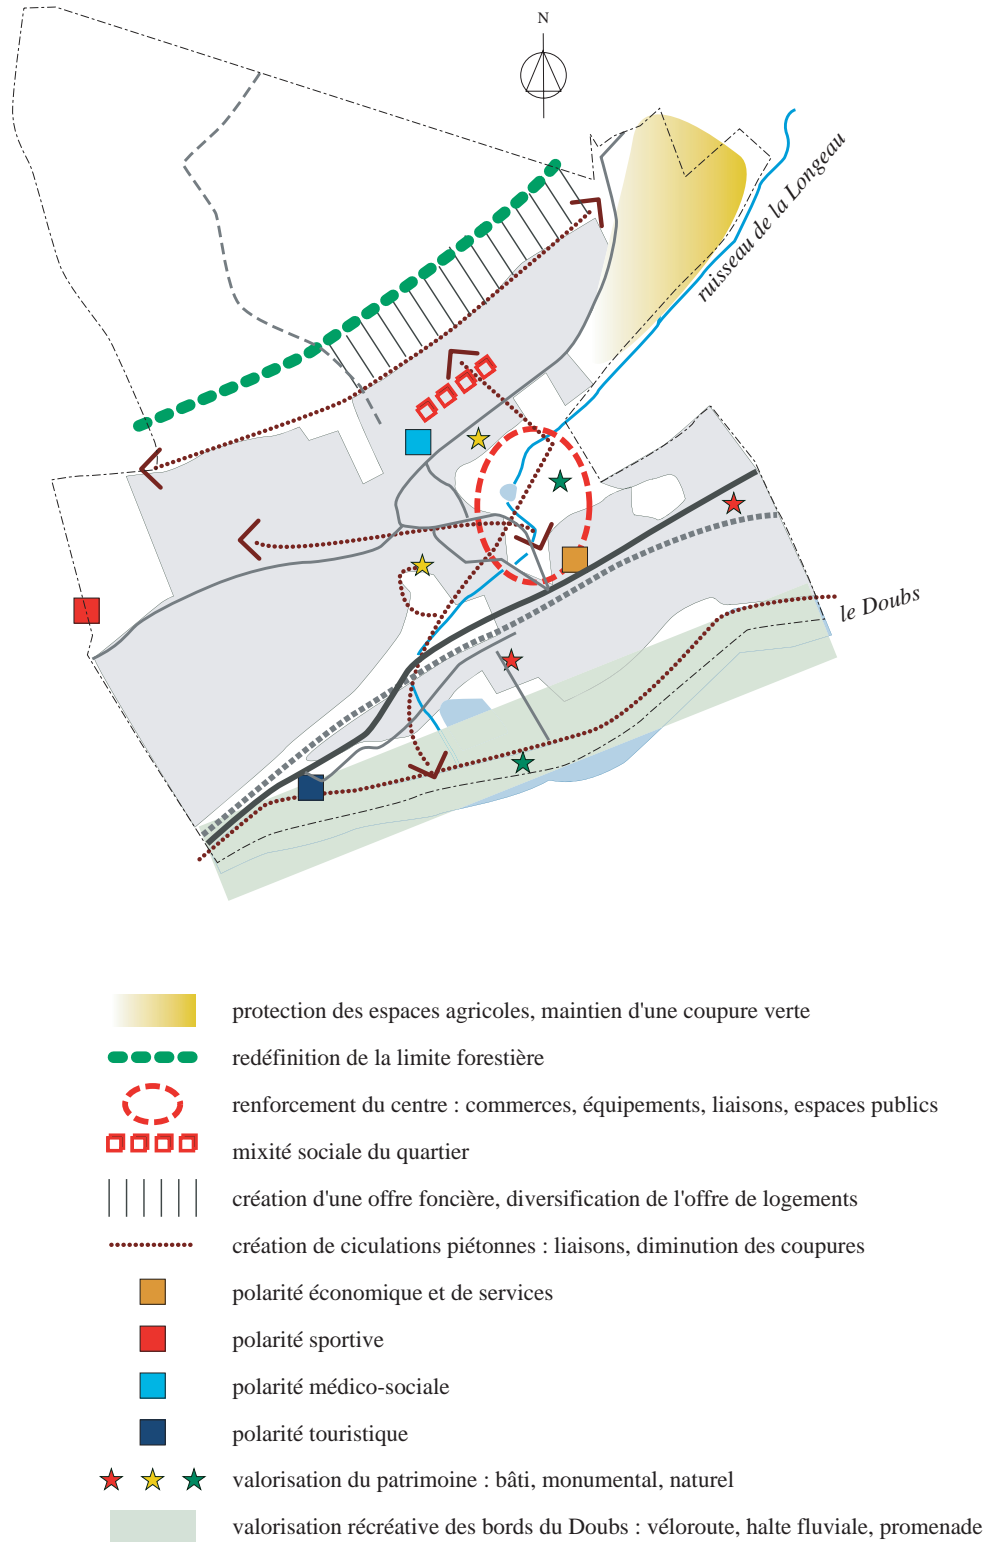 N
ruisseau de la Longeau
le Doubs
protection des espaces agricoles, maintien d'une coupure verte
redéfinition de la limite forestière
renforcement du centre : commerces, équipements, liaisons, espaces publics
mixité sociale du quartier
création d'une offre foncière, diversification de l'offre de logements
création de ciculations piétonnes : liaisons, diminution des coupures
polarité économique et de services
polarité sportive
polarité médico-sociale
polarité touristique
valorisation du patrimoine : bâti, monumental, naturel
valorisation récréative des bords du Doubs : véloroute, halte fluviale, promenade